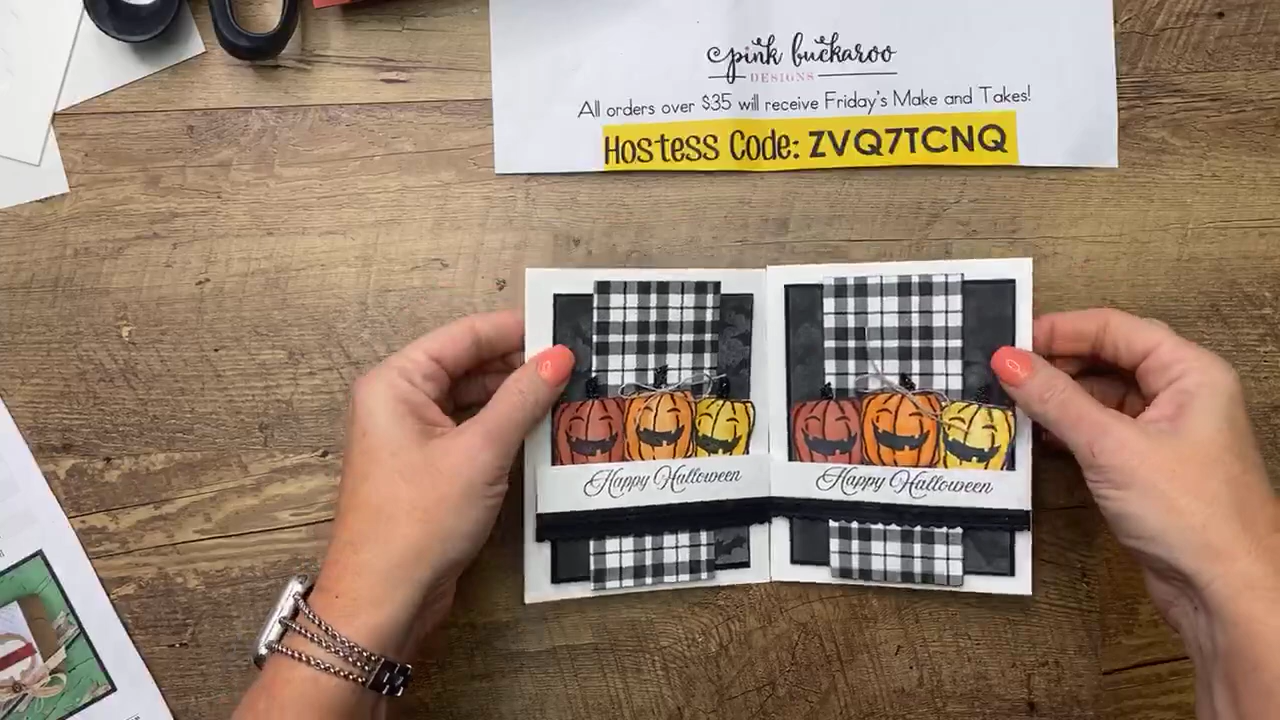 pink buckaroo
DESIGNS
All orders over $35 will receive Friday's Make and Takes!
Hostess Code: ZVQ7TCNQ
Happy Halloween
Happy Halloween